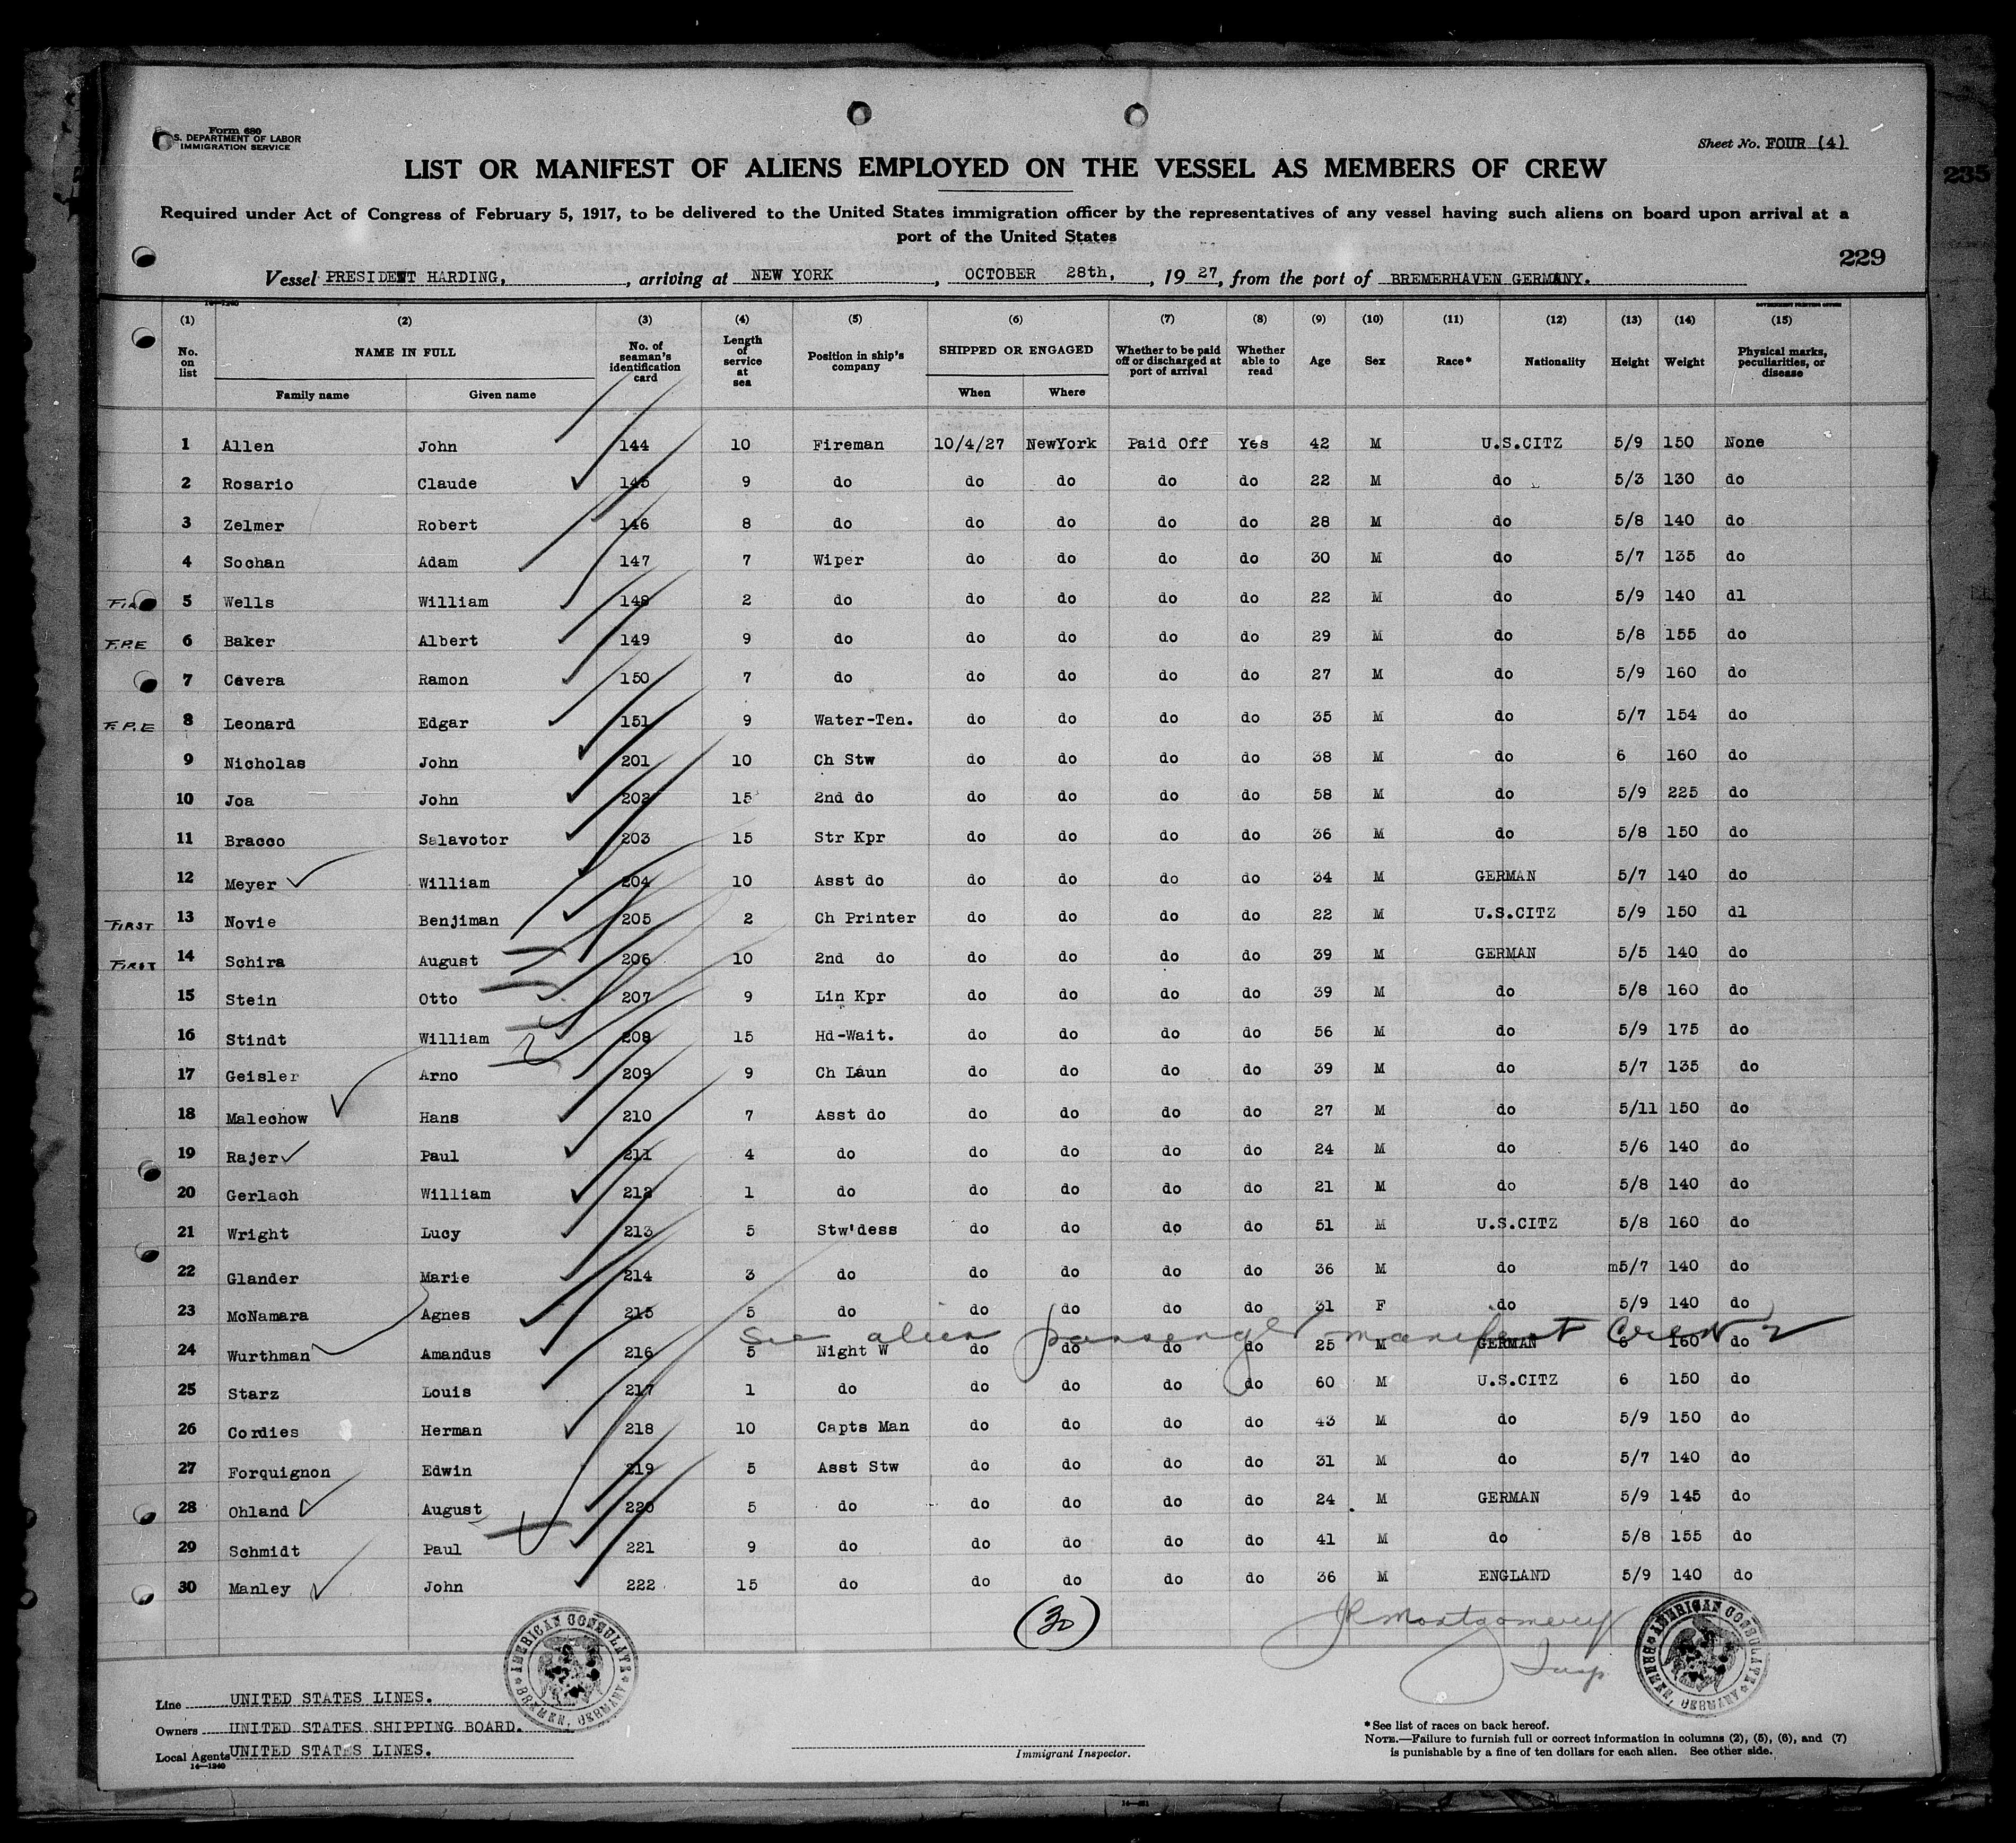 Form 680
U. S. DEPARTMENT OF LABOR
IMMIGRATION SERVICE
Sheet No. FOUR (4)
LIST OR MANIFEST OF ALIENS EMPLOYED ON THE VESSEL AS MEMBERS OF CREW
235
Required under Act of Congress of February 5, 1917, to be delivered to the United States immigration officer by the representatives of any vessel having such aliens on board upon arrival at a
port of the United States
229
Vessel PRESIDENT HARDING, , arriving at NEW YORK , OCTOBER 28th, , 19 27, from the port of BREMERHAVEN GERMANY.
14—1240 GOVERNMENT PRINTING OFFICE
(1) (2) (3) (4) (5) (6) (7) (8) (9) (10) (11) (12) (13) (14) (15)
No. on list NAME IN FULL Family name Given name No. of seaman's identification card Length of service at sea Position in ship's company SHIPPED OR ENGAGED When Where Whether to be paid off or discharged at port of arrival Whether able to read Age Sex Race* Nationality Height Weight Physical marks, peculiarities, or disease
1 Allen John 144 10 Fireman 10/4/27 NewYork Paid Off Yes 42 M U.S.CITZ 5/9 150 None
2 Rosario Claude 145 9 do do do do do 22 M do 5/3 130 do
3 Zelmer Robert 146 8 do do do do do 28 M do 5/8 140 do
4 Sochan Adam 147 7 Wiper do do do do 30 M do 5/7 135 do
5 Wells William 148 2 do do do do do 22 M do 5/9 140 dl
F.P.E 6 Baker Albert 149 9 do do do do do 29 M do 5/8 155 do
7 Cavera Ramon 150 7 do do do do do 27 M do 5/9 160 do
F.P.E 8 Leonard Edgar 151 9 Water-Ten. do do do do 35 M do 5/7 154 do
9 Nicholas John 201 10 Ch Stw do do do do 38 M do 6 160 do
10 Joa John 202 15 2nd do do do do do 58 M do 5/9 225 do
11 Bracco Salavotor 203 15 Str Kpr do do do do 36 M do 5/8 150 do
12 Meyer William 204 10 Asst do do do do do 34 M GERMAN 5/7 140 do
FIRST 13 Novie Benjiman 205 2 Ch Printer do do do do 22 M U.S.CITZ 5/9 150 dl
FIRST 14 Schira August 206 10 2nd do do do do do 39 M GERMAN 5/5 140 do
15 Stein Otto 207 9 Lin Kpr do do do do 39 M do 5/8 160 do
16 Stindt William 208 15 Hd-Wait. do do do do 56 M do 5/9 175 do
17 Geisler Arno 209 9 Ch Laun do do do do 39 M do 5/7 135 do
18 Malechow Hans 210 7 Asst do do do do do 27 M do 5/11 150 do
19 Rajer Paul 211 4 do do do do do 24 M do 5/6 140 do
20 Gerlach William 212 1 do do do do do 21 M do 5/8 140 do
21 Wright Lucy 213 5 Stw'dess do do do do 51 M U.S.CITZ 5/8 160 do
22 Glander Marie 214 3 do do do do do 36 M do m5/7 140 do
23 McNamara Agnes 215 5 do do do do do 31 F do 5/9 140 do
See alien passenger manifest Crew 2
24 Wurthman Amandus 216 5 Night W do do do do 25 M GERMAN 6 160 do
25 Starz Louis 217 1 do do do do do 60 M U.S.CITZ 6 150 do
26 Cordies Herman 218 10 Capts Man do do do do 43 M do 5/9 150 do
27 Forquignon Edwin 219 5 Asst Stw do do do do 31 M do 5/7 140 do
28 Ohland August 220 5 do do do do do 24 M GERMAN 5/9 145 do
29 Schmidt Paul 221 9 do do do do do 41 M do 5/8 155 do
30 Manley John 222 15 do do do do do 36 M ENGLAND 5/9 140 do
(30)
JR Montgomery
Insp
AMERICAN CONSULATE BREMEN, GERMANY
AMERICAN CONSULATE BREMEN, GERMANY
Line UNITED STATES LINES.
Owners UNITED STATES SHIPPING BOARD.
Local Agents UNITED STATES LINES.
14—1240
Immigrant Inspector.
*See list of races on back hereof.
NOTE.—Failure to furnish full or correct information in columns (2), (5), (6), and (7)
is punishable by a fine of ten dollars for each alien. See other side.